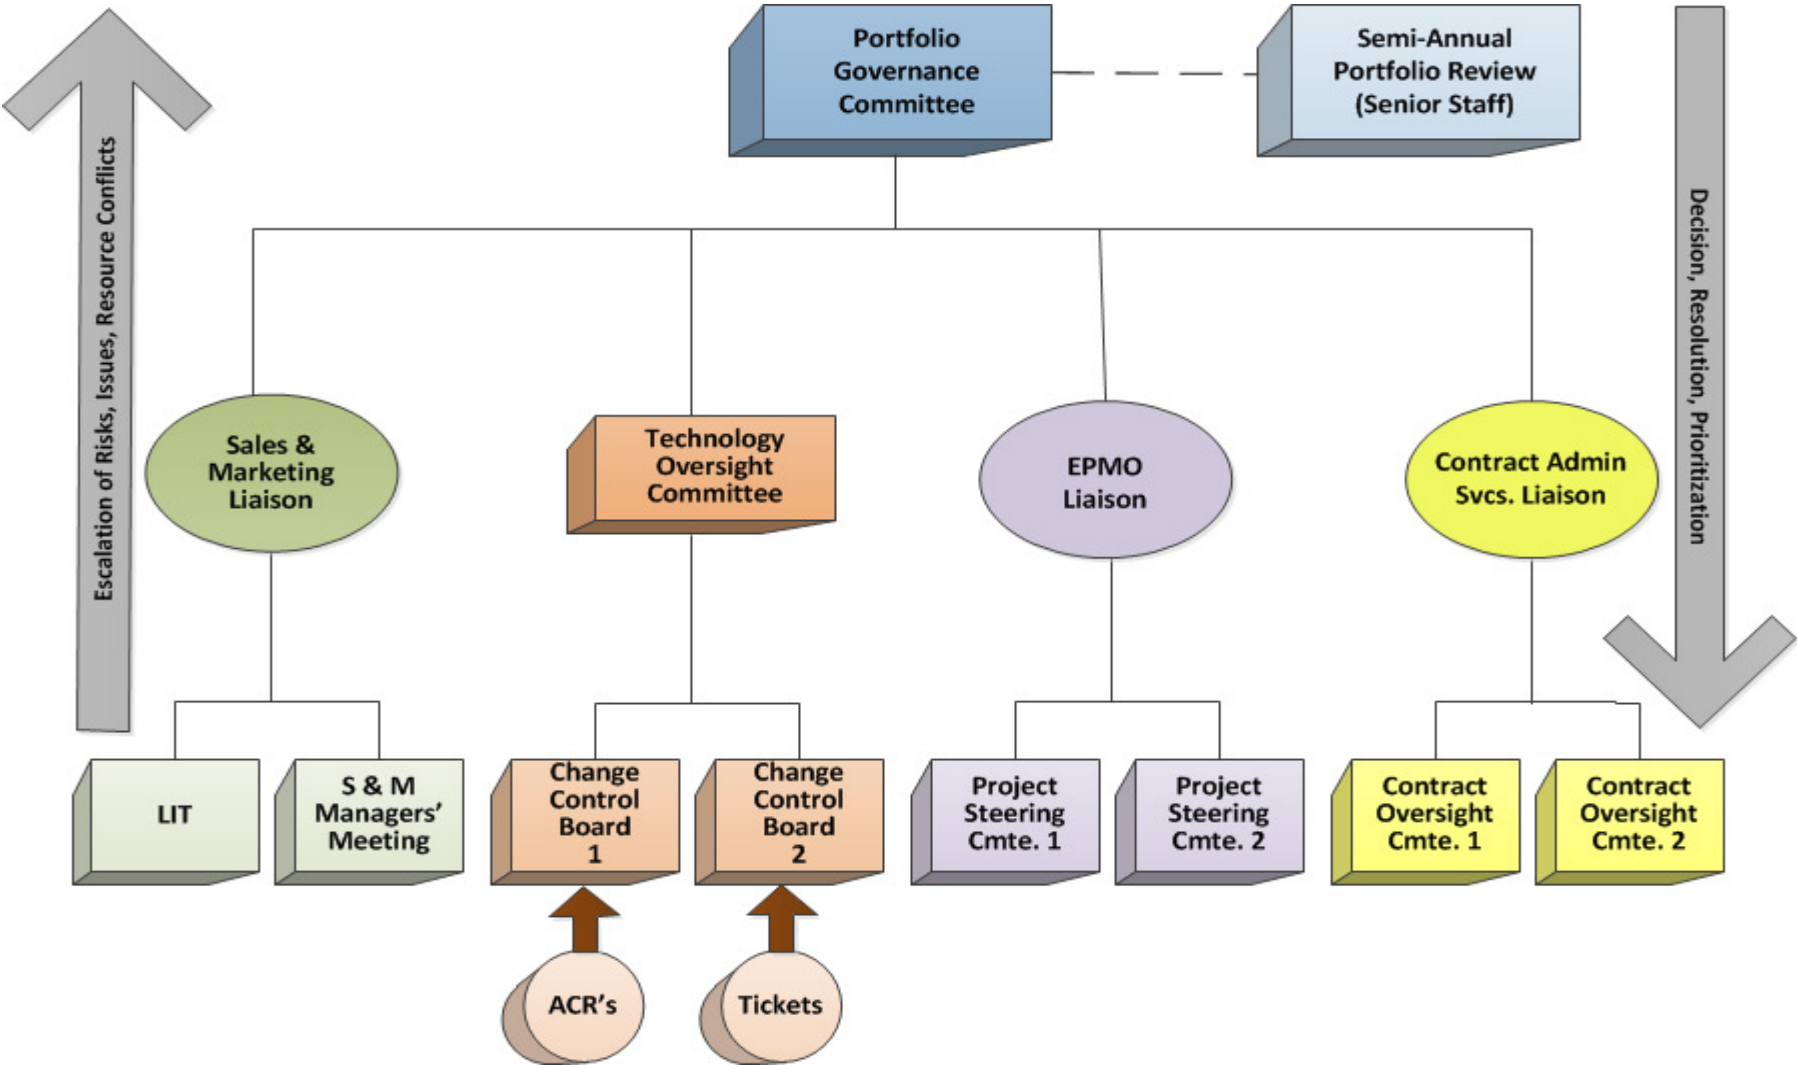 Portfolio
Governance
Committee
Semi-Annual
Portfolio Review
(Senior Staff)
Escalation of Risks, Issues, Resource Conflicts
Decision, Resolution, Prioritization
Sales &
Marketing
Liaison
Technology
Oversight
Committee
EPMO
Liaison
Contract Admin
Svcs. Liaison
LIT
S & M
Managers’
Meeting
Change
Control
Board
1
Change
Control
Board
2
Project
Steering
Cmte. 1
Project
Steering
Cmte. 2
Contract
Oversight
Cmte. 1
Contract
Oversight
Cmte. 2
ACR’s
Tickets